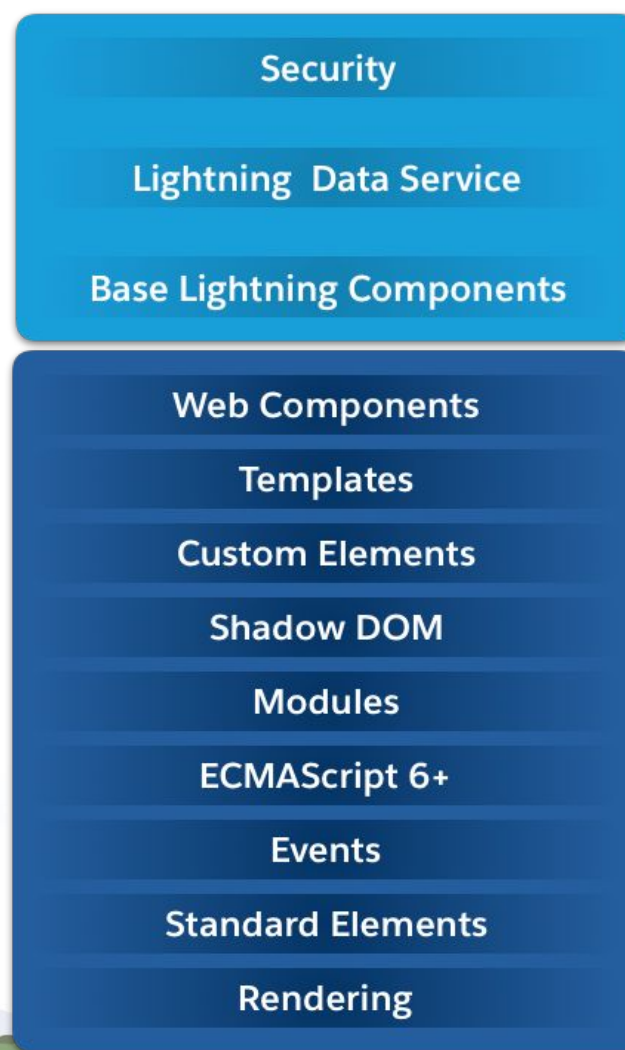 Security
Lightning Data Service
Base Lightning Components
Web Components
Templates
Custom Elements
Shadow DOM
Modules
ECMAScript 6+
Events
Standard Elements
Rendering